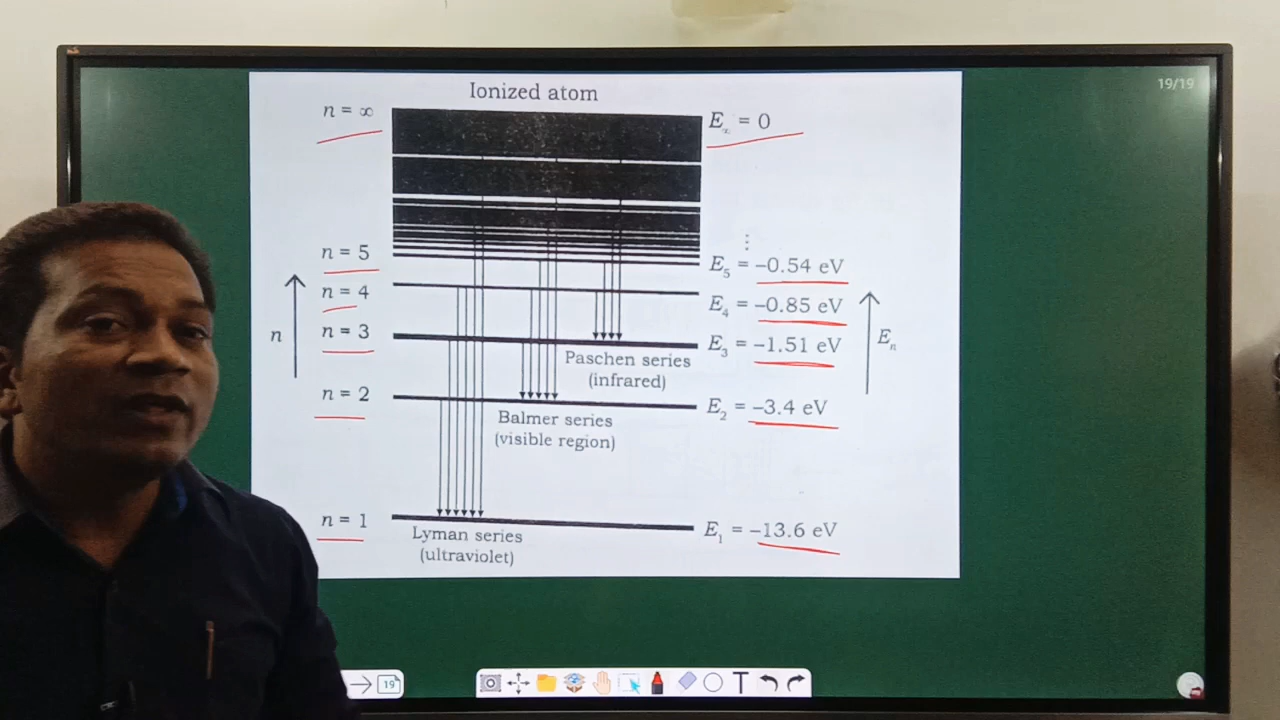 19/19
Ionized atom
n = ∞
E∞ = 0
n = 5
⋮
E₅ = −0.54 eV
n = 4
E₄ = −0.85 eV
n
n = 3
E₃ = −1.51 eV
Eₙ
Paschen series
(infrared)
n = 2
E₂ = −3.4 eV
Balmer series
(visible region)
n = 1
E₁ = −13.6 eV
Lyman series
(ultraviolet)
19
T